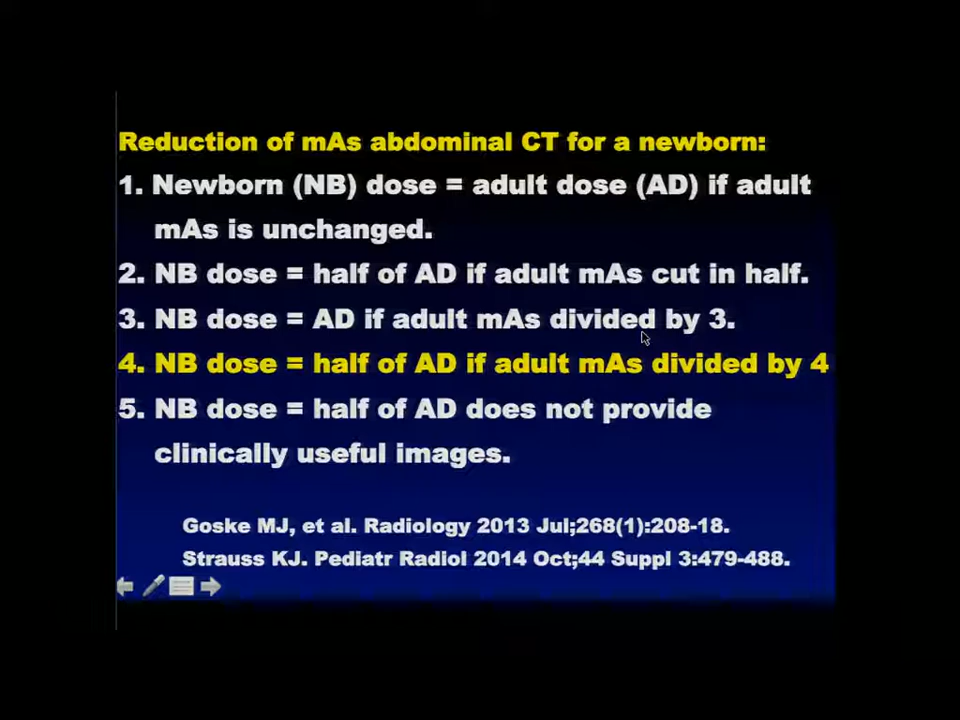 Reduction of mAs abdominal CT for a newborn:
1. Newborn (NB) dose = adult dose (AD) if adult
mAs is unchanged.
2. NB dose = half of AD if adult mAs cut in half.
3. NB dose = AD if adult mAs divided by 3.
4. NB dose = half of AD if adult mAs divided by 4
5. NB dose = half of AD does not provide
clinically useful images.
Goske MJ, et al. Radiology 2013 Jul;268(1):208-18.
Strauss KJ. Pediatr Radiol 2014 Oct;44 Suppl 3:479-488.